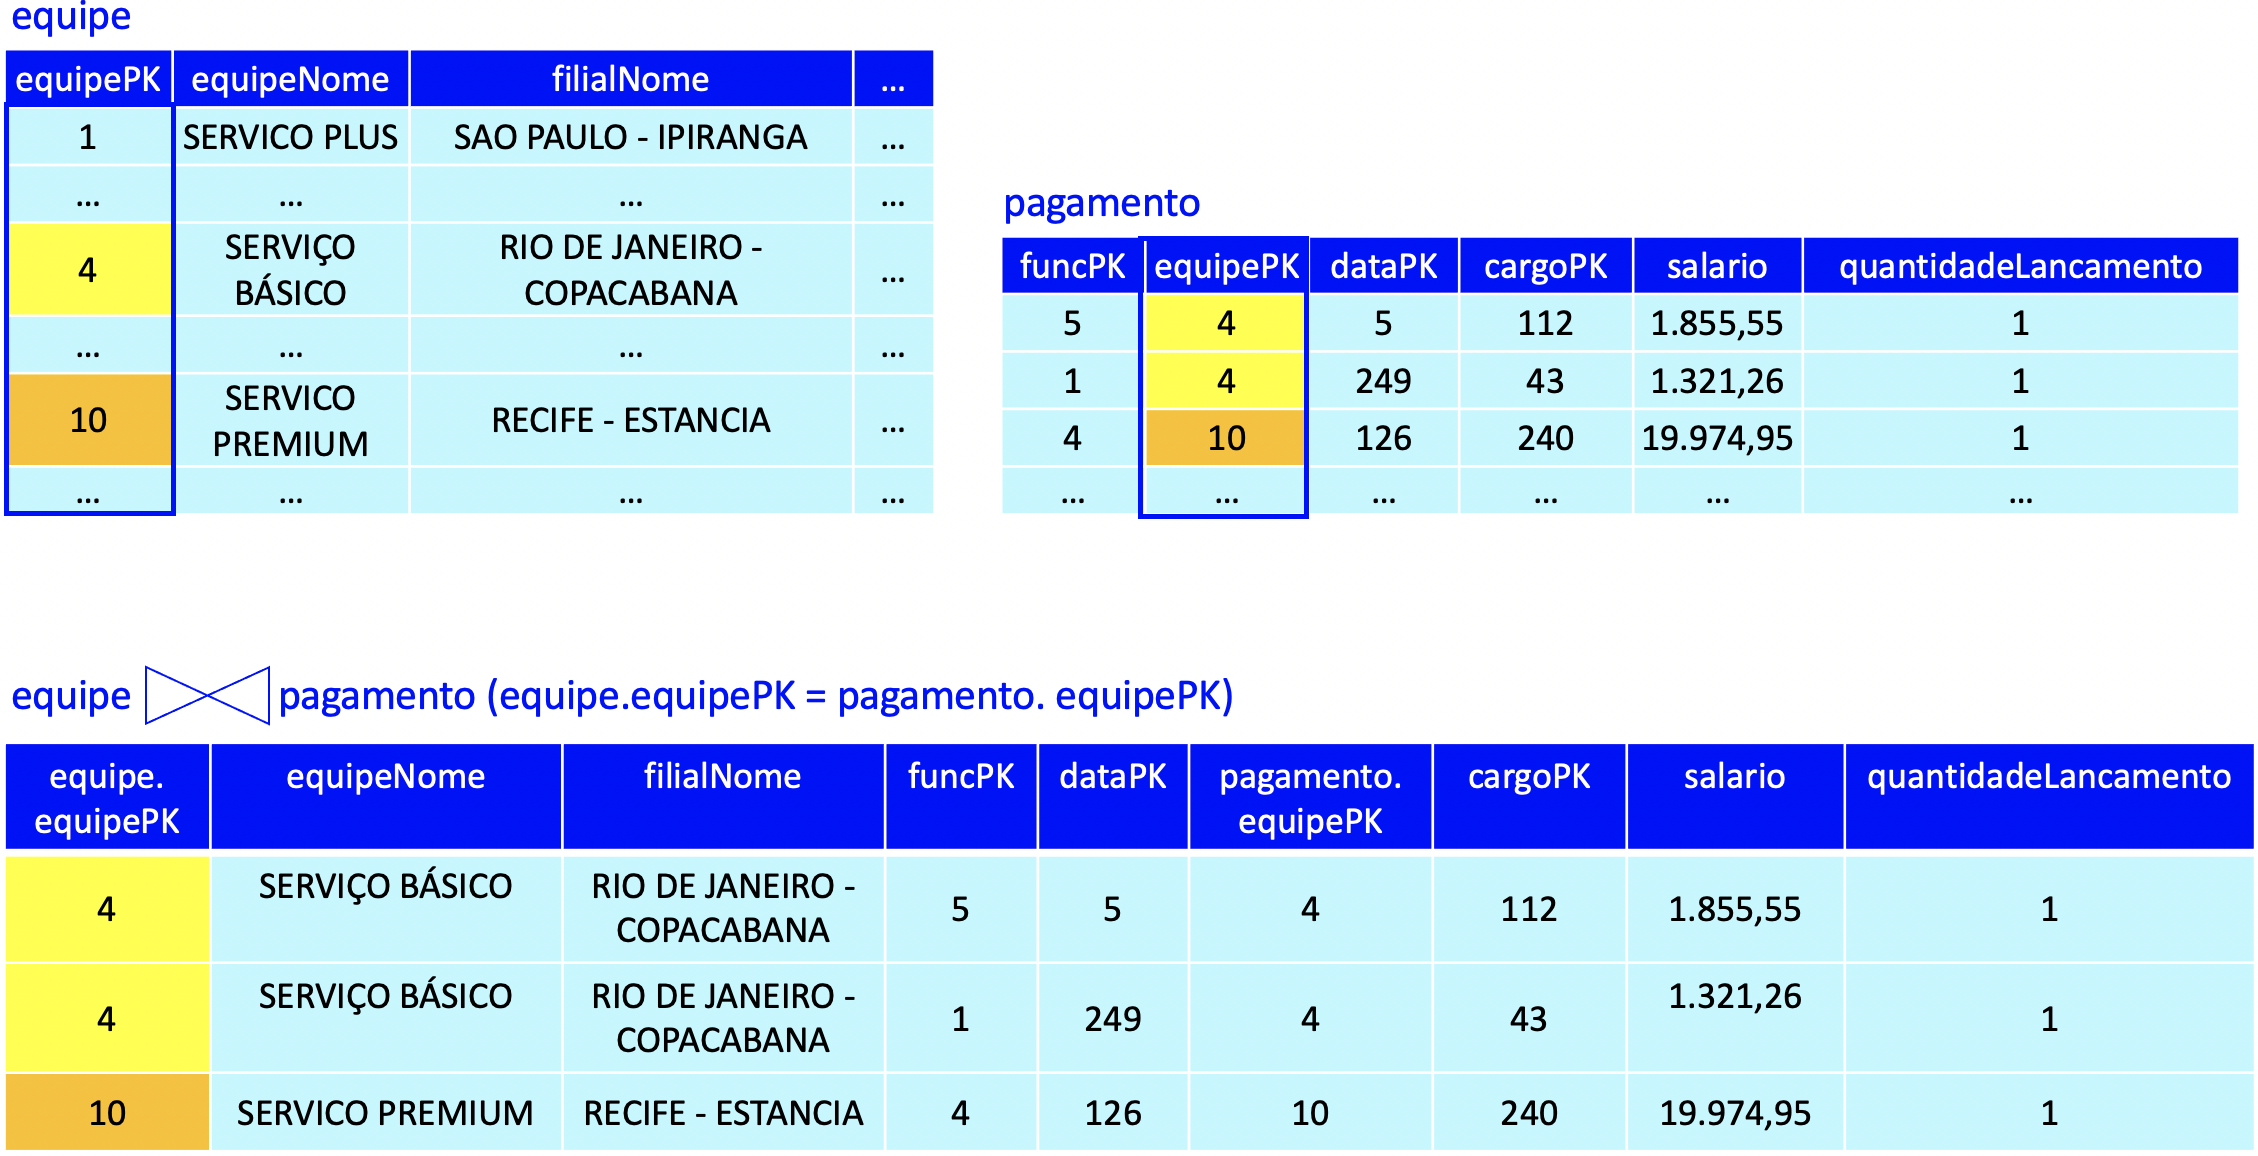 equipe
equipePK equipeNome filialNome ...
1 SERVICO PLUS SAO PAULO - IPIRANGA ...
... ... ... ...
4 SERVIÇO BÁSICO RIO DE JANEIRO - COPACABANA ...
... ... ... ...
10 SERVICO PREMIUM RECIFE - ESTANCIA ...
... ... ... ...
pagamento
funcPK equipePK dataPK cargoPK salario quantidadeLancamento
5 4 5 112 1.855,55 1
1 4 249 43 1.321,26 1
4 10 126 240 19.974,95 1
... ... ... ... ... ...
equipe pagamento (equipe.equipePK = pagamento. equipePK)
equipe. equipePK equipeNome filialNome funcPK dataPK pagamento. equipePK cargoPK salario quantidadeLancamento
4 SERVIÇO BÁSICO RIO DE JANEIRO - COPACABANA 5 5 4 112 1.855,55 1
4 SERVIÇO BÁSICO RIO DE JANEIRO - COPACABANA 1 249 4 43 1.321,26 1
10 SERVICO PREMIUM RECIFE - ESTANCIA 4 126 10 240 19.974,95 1